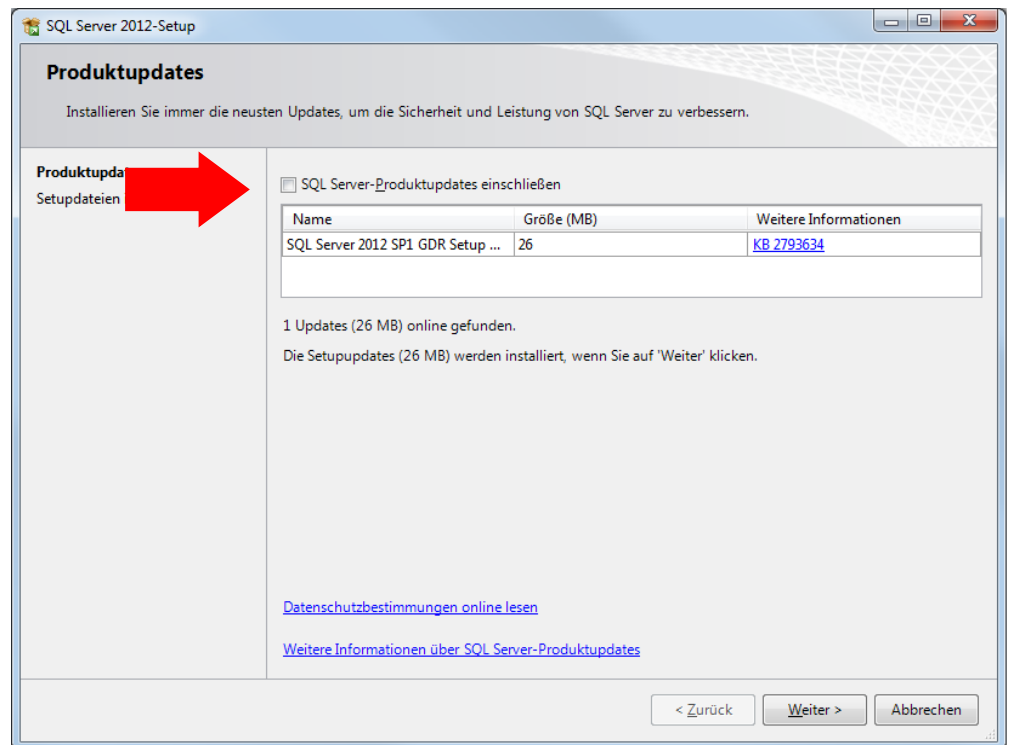 SQL Server 2012-Setup
Produktupdates
Installieren Sie immer die neusten Updates, um die Sicherheit und Leistung von SQL Server zu verbessern.
Setupdateien
SQL Server-Produktupdates einschließen
Name Größe (MB) Weitere Informationen
SQL Server 2012 SP1 GDR Setup ... 26 KB 2793634
1 Updates (26 MB) online gefunden.
Die Setupupdates (26 MB) werden installiert, wenn Sie auf 'Weiter' klicken.
Datenschutzbestimmungen online lesen
Weitere Informationen über SQL Server-Produktupdates
< Zurück Weiter > Abbrechen